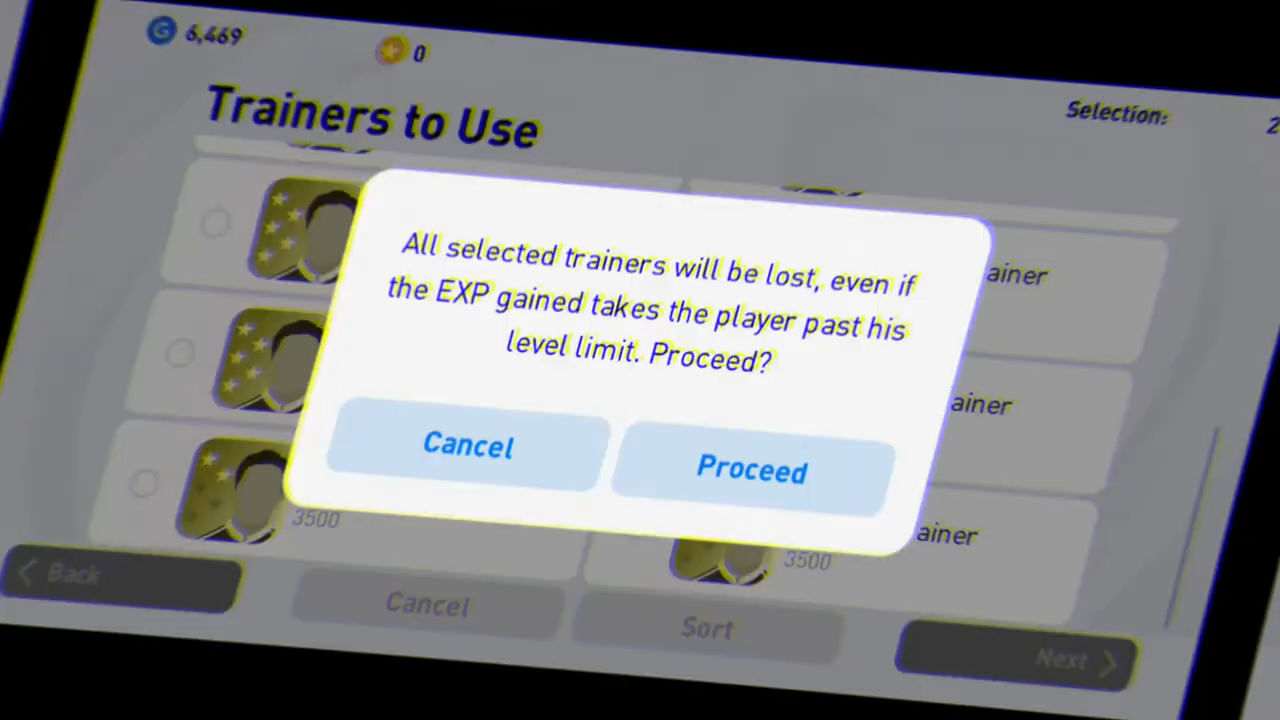 6,469
0
Trainers to Use
Selection:
2
All selected trainers will be lost, even if
the EXP gained takes the player past his
level limit. Proceed?
Cancel
Proceed
ainer
ainer
ainer
3500
3500
Back
Cancel
Sort
Next